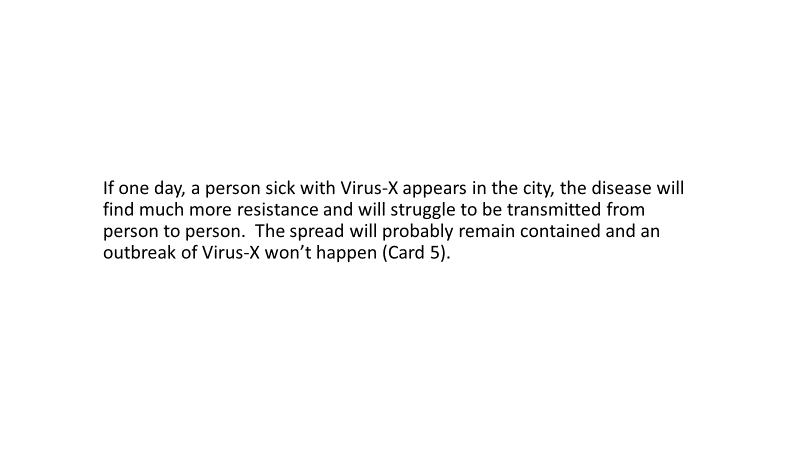 If one day, a person sick with Virus-X appears in the city, the disease will
find much more resistance and will struggle to be transmitted from
person to person.  The spread will probably remain contained and an
outbreak of Virus-X won’t happen (Card 5).